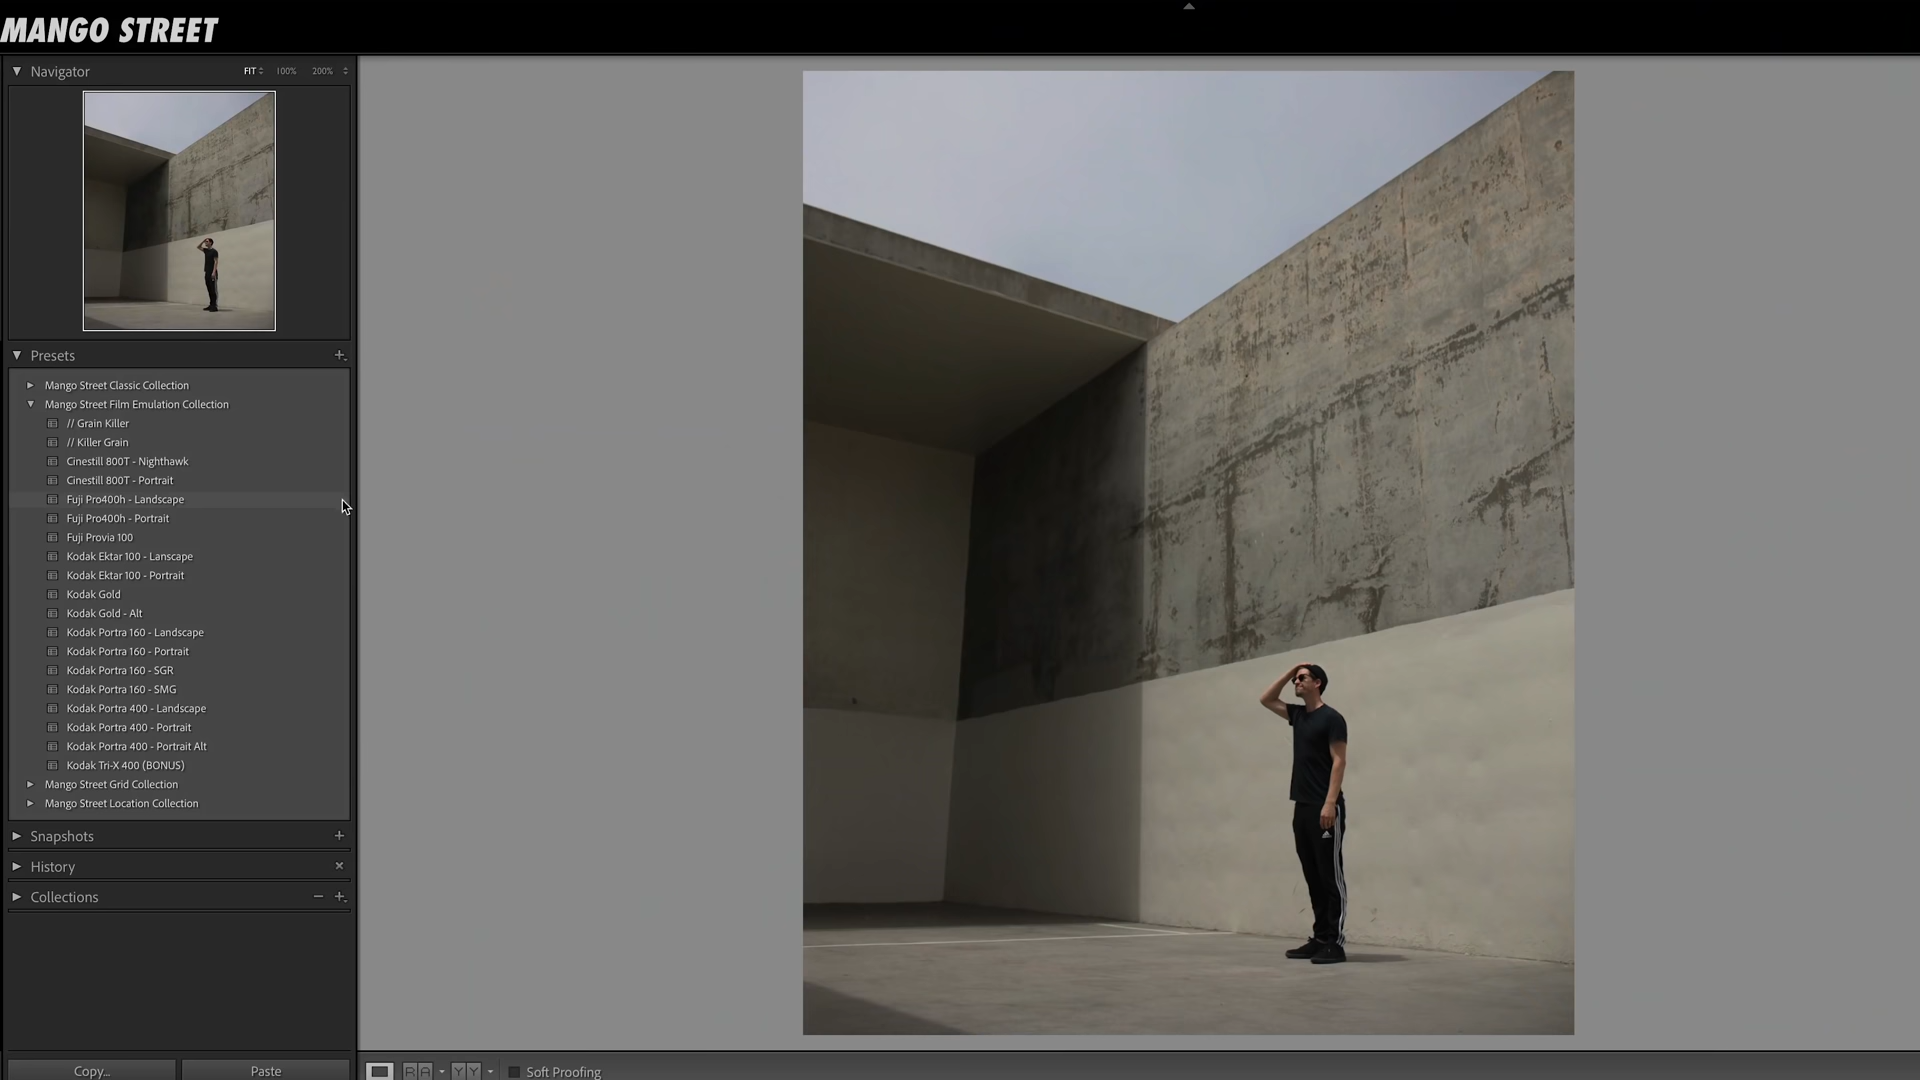 MANGO STREET
Navigator FIT 100% 200%
Presets
Mango Street Classic Collection
Mango Street Film Emulation Collection
// Grain Killer
// Killer Grain
Cinestill 800T - Nighthawk
Cinestill 800T - Portrait
Fuji Pro400h - Landscape
Fuji Pro400h - Portrait
Fuji Provia 100
Kodak Ektar 100 - Lanscape
Kodak Ektar 100 - Portrait
Kodak Gold
Kodak Gold - Alt
Kodak Portra 160 - Landscape
Kodak Portra 160 - Portrait
Kodak Portra 160 - SGR
Kodak Portra 160 - SMG
Kodak Portra 400 - Landscape
Kodak Portra 400 - Portrait
Kodak Portra 400 - Portrait Alt
Kodak Tri-X 400 (BONUS)
Mango Street Grid Collection
Mango Street Location Collection
Snapshots
History
Collections
Copy... Paste
RA YY Soft Proofing